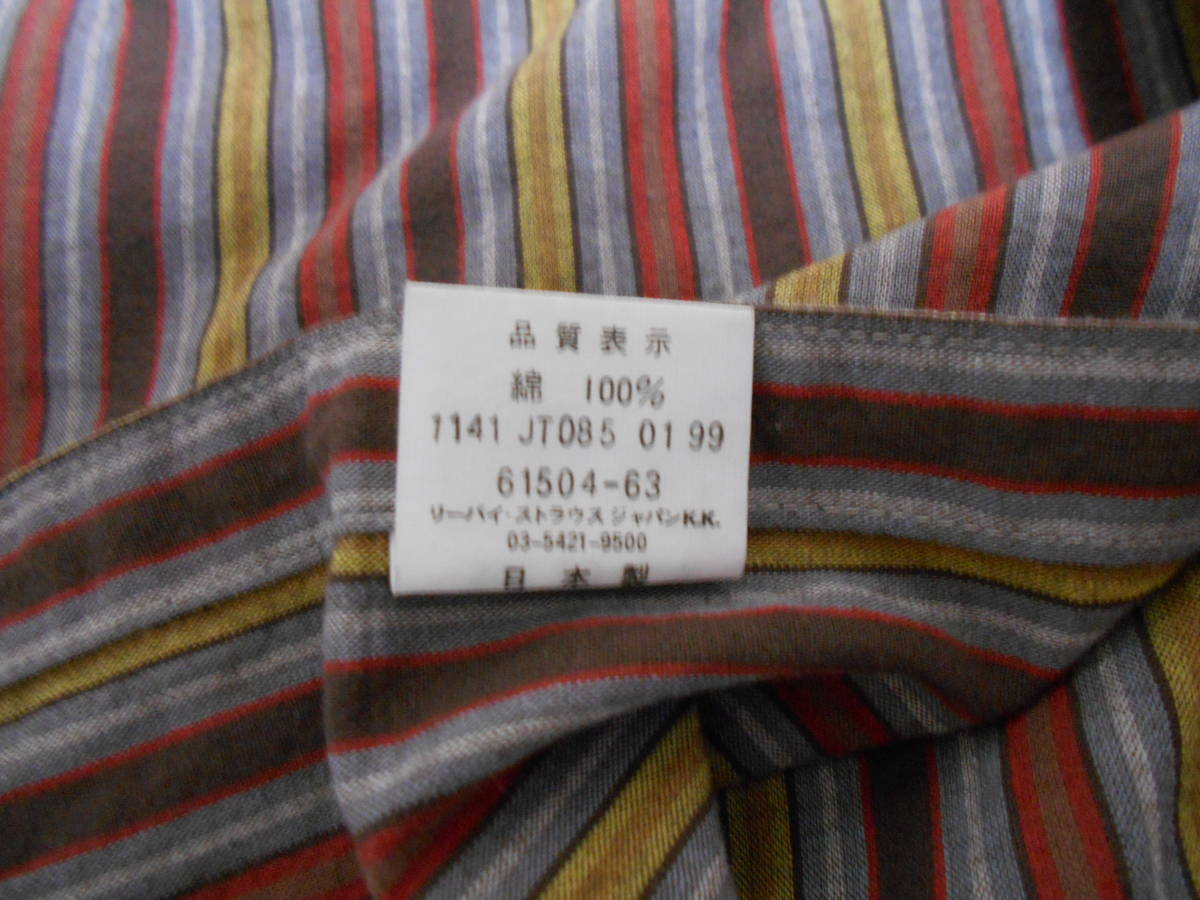 品質表示
綿 100%
1141 JT085 01 99
61504-63
リーバイ・ストラウス ジャパンK.K.
03-5421-9500
日本製